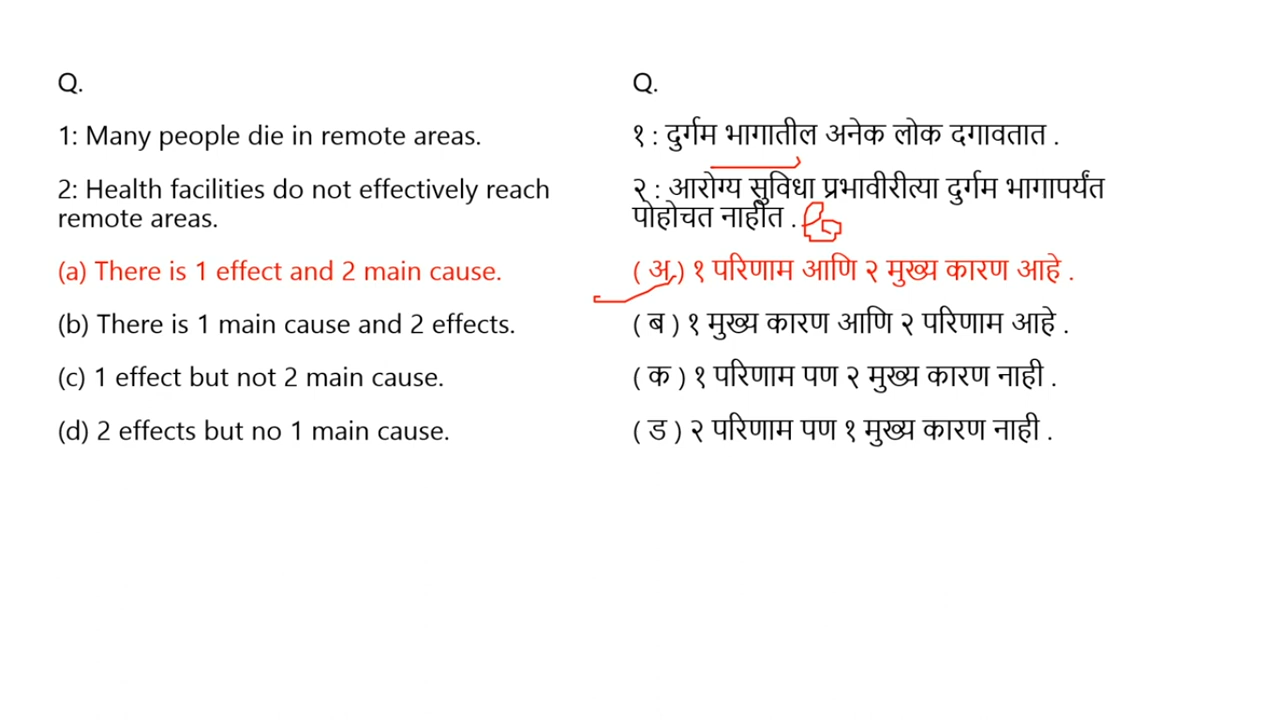 Q.
1: Many people die in remote areas.
2: Health facilities do not effectively reach
remote areas.
(a) There is 1 effect and 2 main cause.
(b) There is 1 main cause and 2 effects.
(c) 1 effect but not 2 main cause.
(d) 2 effects but no 1 main cause.
Q.
१ : दुर्गम भागातील अनेक लोक दगावतात .
२ : आरोग्य सुविधा प्रभावीरीत्या दुर्गम भागापर्यंत
पोहोचत नाहीत .
( अ ) १ परिणाम आणि २ मुख्य कारण आहे .
( ब ) १ मुख्य कारण आणि २ परिणाम आहे .
( क ) १ परिणाम पण २ मुख्य कारण नाही .
( ड ) २ परिणाम पण १ मुख्य कारण नाही .